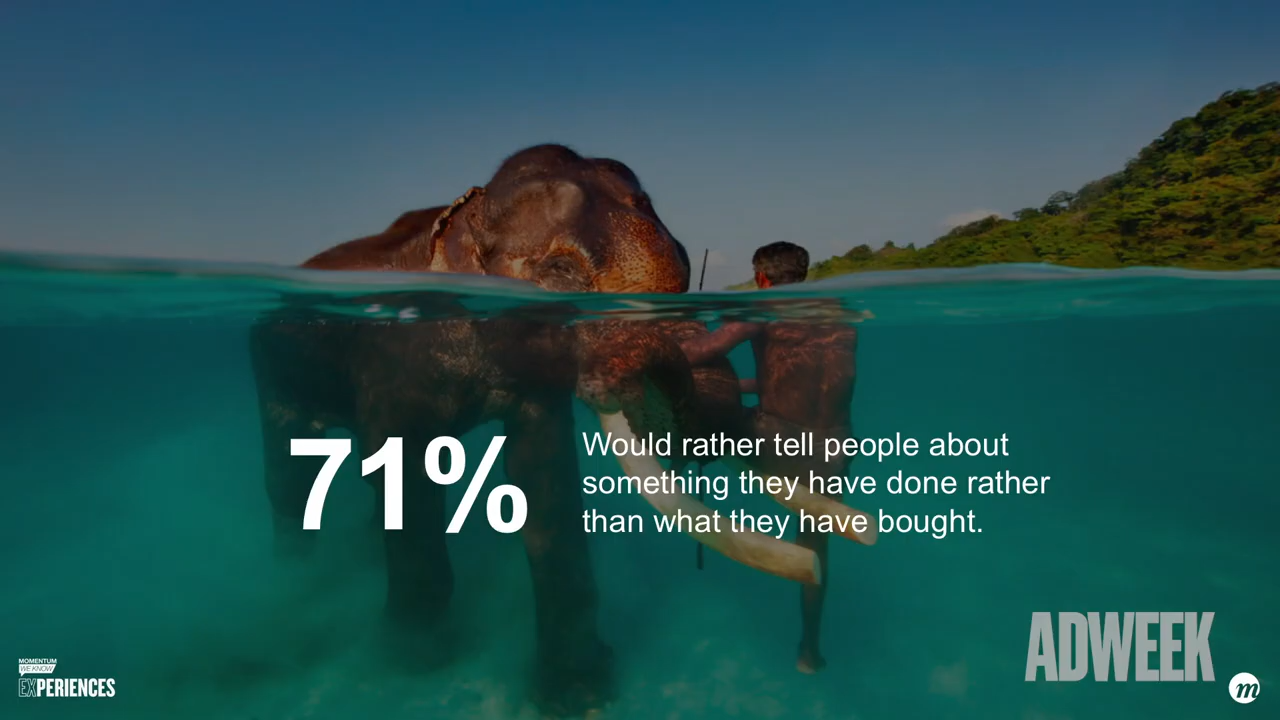 71%
Would rather tell people about
something they have done rather
than what they have bought.
ADWEEK
MOMENTUM
WE KNOW
EXPERIENCES
m